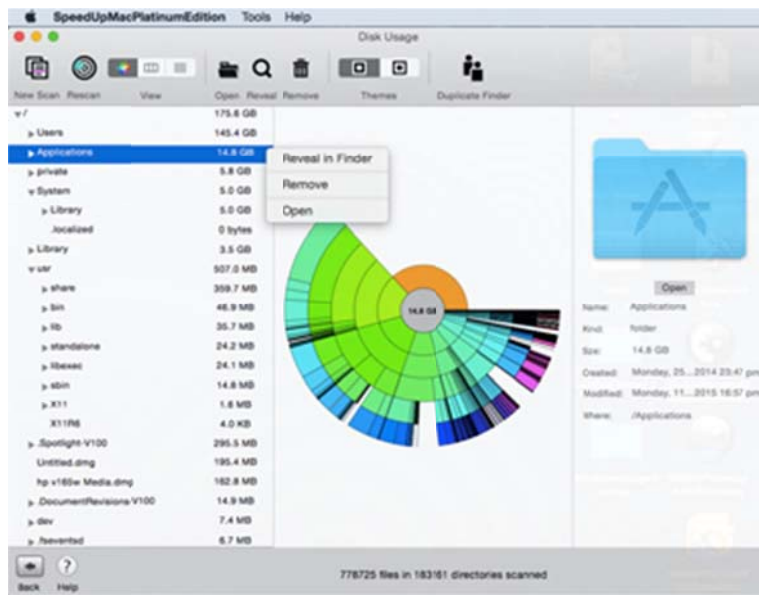 SpeedUpMacPlatinumEdition Tools Help
Disk Usage
New Scan Rescan View Open Reveal Remove Themes Duplicate Finder
/ 175.6 GB
Users 145.4 GB
Applications 14.8 GB
private 5.8 GB
System 5.0 GB
Library 5.0 GB
.localized 0 bytes
Library 3.5 GB
usr 507.0 MB
share 359.7 MB
bin 46.9 MB
lib 35.7 MB
standalone 24.2 MB
libexec 24.1 MB
sbin 14.8 MB
X11 1.6 MB
X11R6 4.0 KB
.Spotlight-V100 295.5 MB
Untitled.dmg 195.4 MB
hp v165w Media.dmg 162.8 MB
.DocumentRevisions-V100 14.9 MB
dev 7.4 MB
.fseventsd 6.7 MB
Reveal in Finder
Remove
Open
14.8 GB
Open
Name: Applications
Kind: folder
Size: 14.8 GB
Created: Monday, 25...2014 23:47 pm
Modified: Monday, 11...2015 16:57 pm
Where: /Applications
Back Help
778725 files in 183161 directories scanned